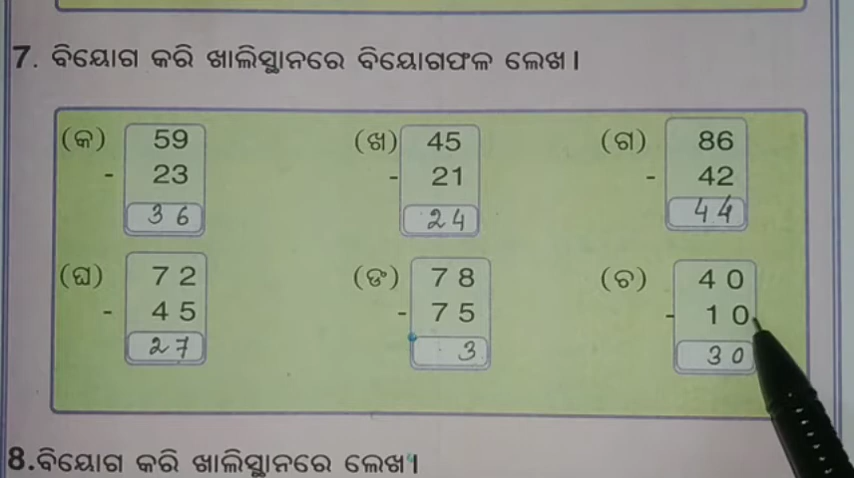 7. ବିୟୋଗ କରି ଖାଲିସ୍ଥାନରେ ବିୟୋଗଫଳ ଲେଖ।
(କ) 59 (ଖ) 45 (ଗ) 86
- 23 - 21 - 42
36 24 44
(ଘ) 72 (ଙ) 78 (ଚ) 40
- 45 - 75 - 10
27 3 30
8.ବିୟୋଗ କରି ଖାଲିସ୍ଥାନରେ ଲେଖ।